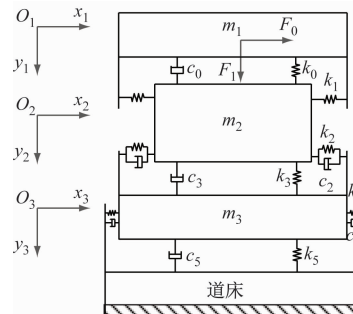 O₁ x₁
y₁
m₁
F₀
F₁
c₀
k₀
k₁
O₂ x₂
y₂
m₂
k₂
c₂
c₃
k₃
O₃ x₃
y₃
m₃
k
c
c₅
k₅
道床